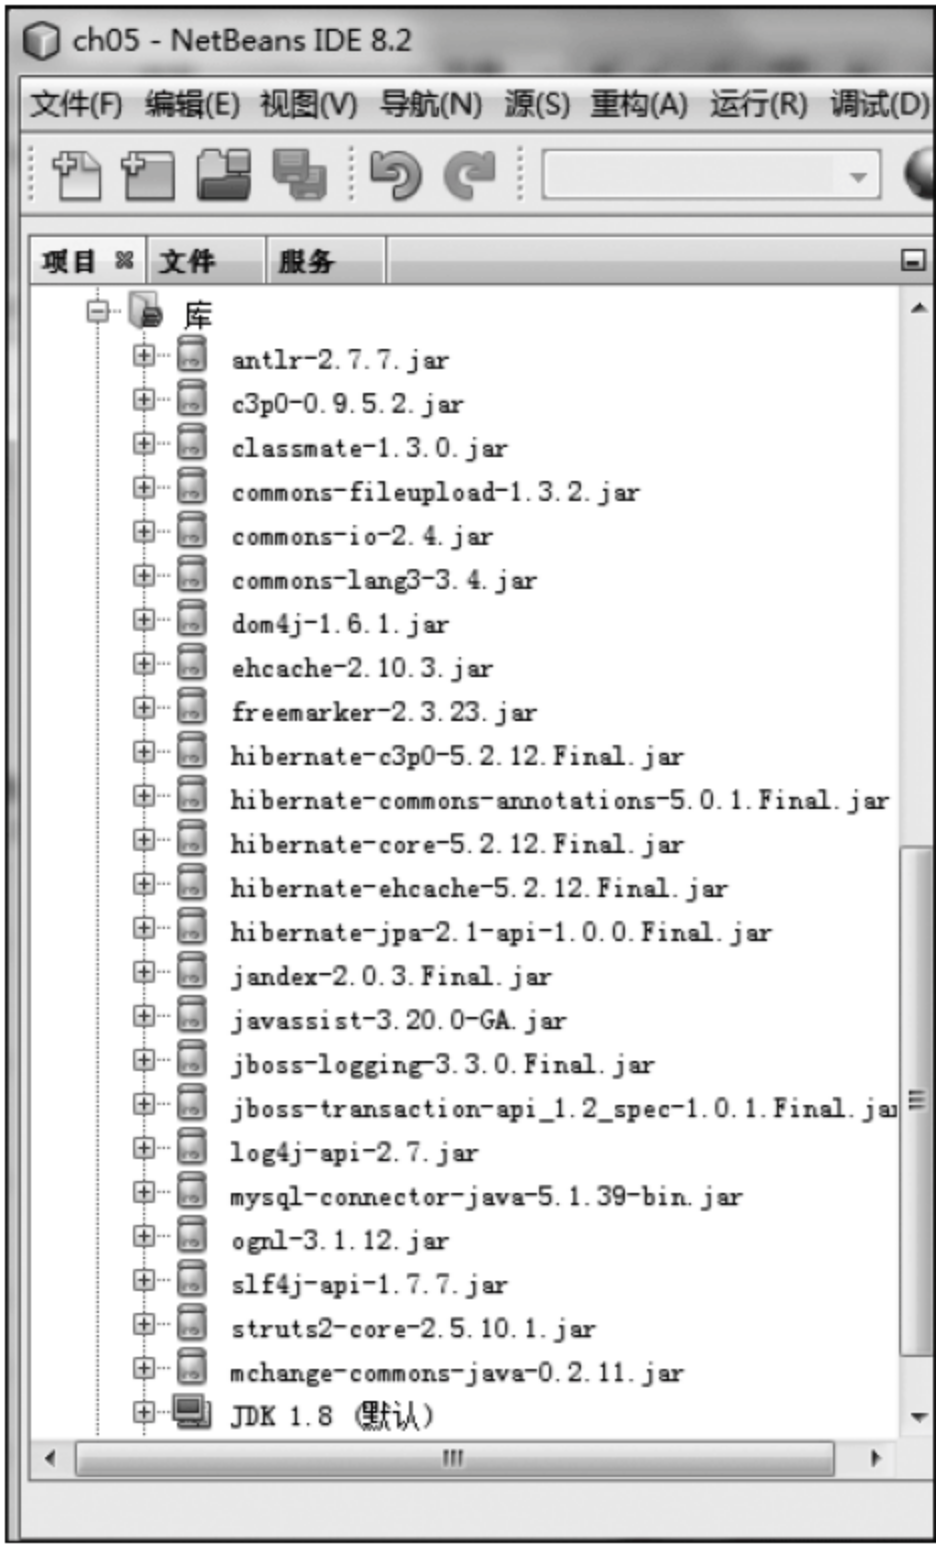 ch05 - NetBeans IDE 8.2
文件(F) 编辑(E) 视图(V) 导航(N) 源(S) 重构(A) 运行(R) 调试(D)
项目 文件 服务
库
antlr-2.7.7.jar
c3p0-0.9.5.2.jar
classmate-1.3.0.jar
commons-fileupload-1.3.2.jar
commons-io-2.4.jar
commons-lang3-3.4.jar
dom4j-1.6.1.jar
ehcache-2.10.3.jar
freemarker-2.3.23.jar
hibernate-c3p0-5.2.12.Final.jar
hibernate-commons-annotations-5.0.1.Final.jar
hibernate-core-5.2.12.Final.jar
hibernate-ehcache-5.2.12.Final.jar
hibernate-jpa-2.1-api-1.0.0.Final.jar
jandex-2.0.3.Final.jar
javassist-3.20.0-GA.jar
jboss-logging-3.3.0.Final.jar
jboss-transaction-api_1.2_spec-1.0.1.Final.jar
log4j-api-2.7.jar
mysql-connector-java-5.1.39-bin.jar
ognl-3.1.12.jar
slf4j-api-1.7.7.jar
struts2-core-2.5.10.1.jar
mchange-commons-java-0.2.11.jar
JDK 1.8 (默认)